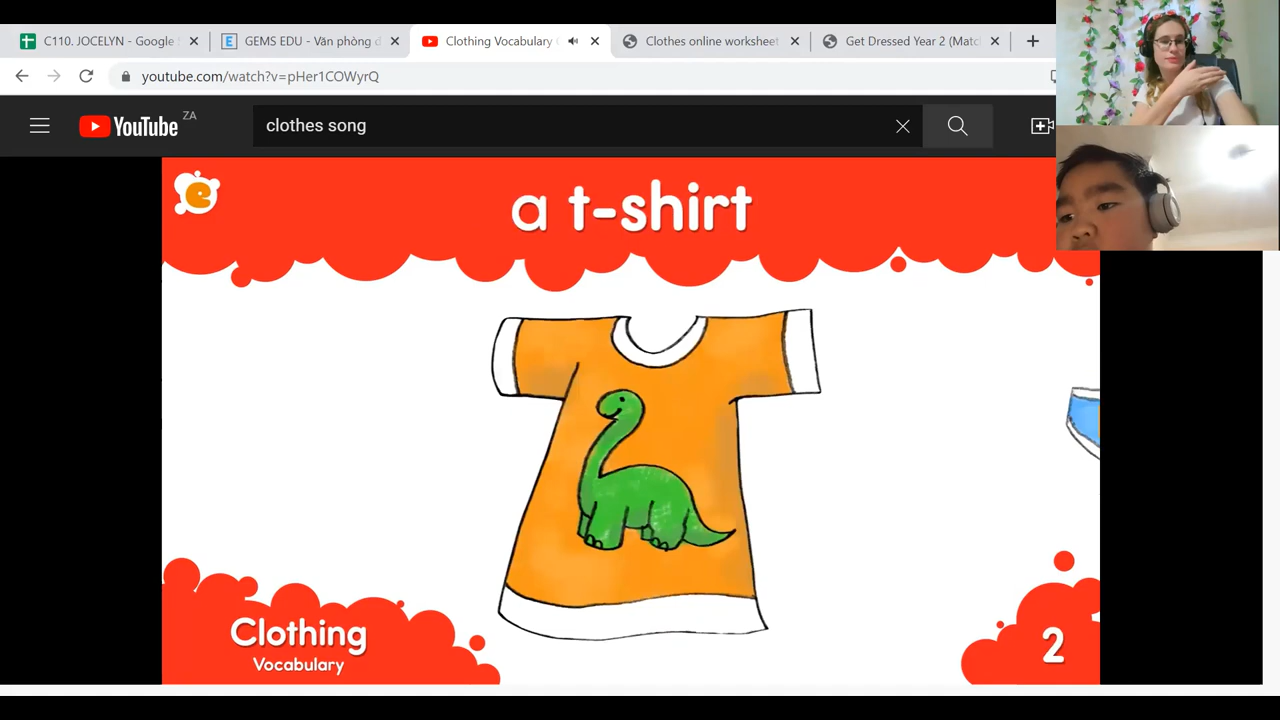 C110. JOCELYN - Google
GEMS EDU - Văn phòng
Clothing Vocabulary
Clothes online worksheet
Get Dressed Year 2 (Matc
youtube.com/watch?v=pHer1COWyrQ
YouTube ZA
clothes song
a t-shirt
Clothing
Vocabulary
2